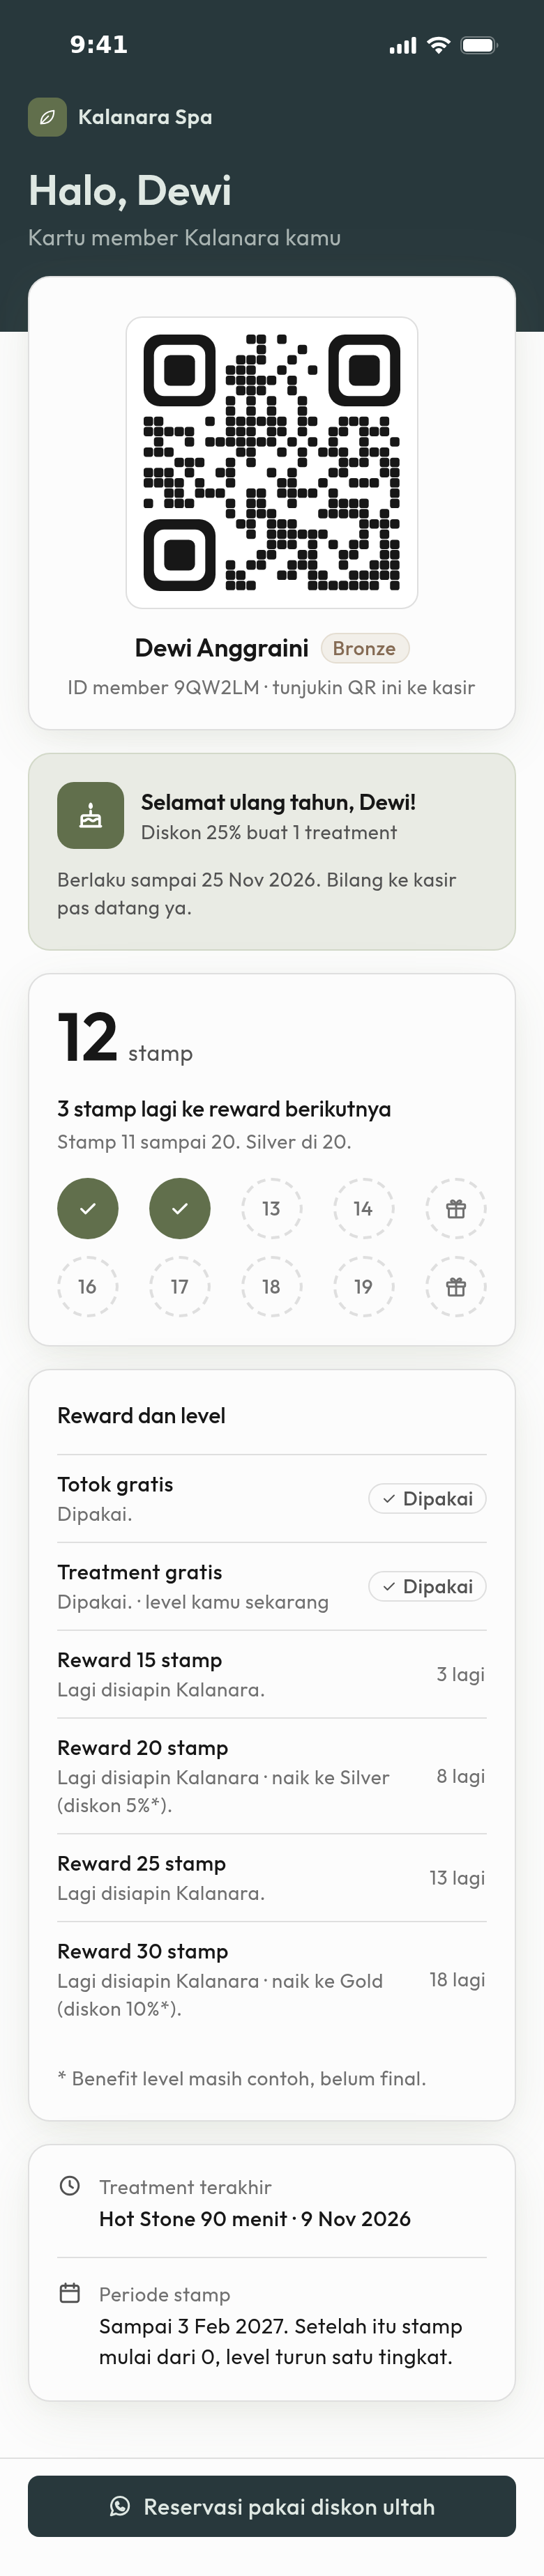 9:41
Kalanara Spa
Halo, Dewi
Kartu member Kalanara kamu
Dewi Anggraini Bronze
ID member 9QW2LM · tunjukin QR ini ke kasir
Selamat ulang tahun, Dewi!
Diskon 25% buat 1 treatment
Berlaku sampai 25 Nov 2026. Bilang ke kasir
pas datang ya.
12 stamp
3 stamp lagi ke reward berikutnya
Stamp 11 sampai 20. Silver di 20.
13 14
16 17 18 19
Reward dan level
Totok gratis
Dipakai.
Dipakai
Treatment gratis
Dipakai. · level kamu sekarang
Dipakai
Reward 15 stamp
Lagi disiapin Kalanara.
3 lagi
Reward 20 stamp
Lagi disiapin Kalanara · naik ke Silver
(diskon 5%*).
8 lagi
Reward 25 stamp
Lagi disiapin Kalanara.
13 lagi
Reward 30 stamp
Lagi disiapin Kalanara · naik ke Gold
(diskon 10%*).
18 lagi
* Benefit level masih contoh, belum final.
Treatment terakhir
Hot Stone 90 menit · 9 Nov 2026
Periode stamp
Sampai 3 Feb 2027. Setelah itu stamp
mulai dari 0, level turun satu tingkat.
Reservasi pakai diskon ultah